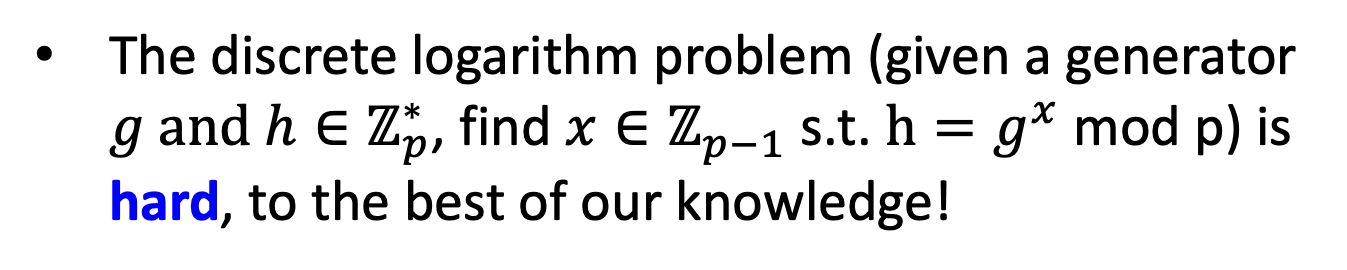 • The discrete logarithm problem (given a generator
𝑔 and ℎ ∈ ℤ𝑝*, find 𝑥 ∈ ℤ𝑝−1 s.t. h = 𝑔^𝑥 mod p) is
hard, to the best of our knowledge!